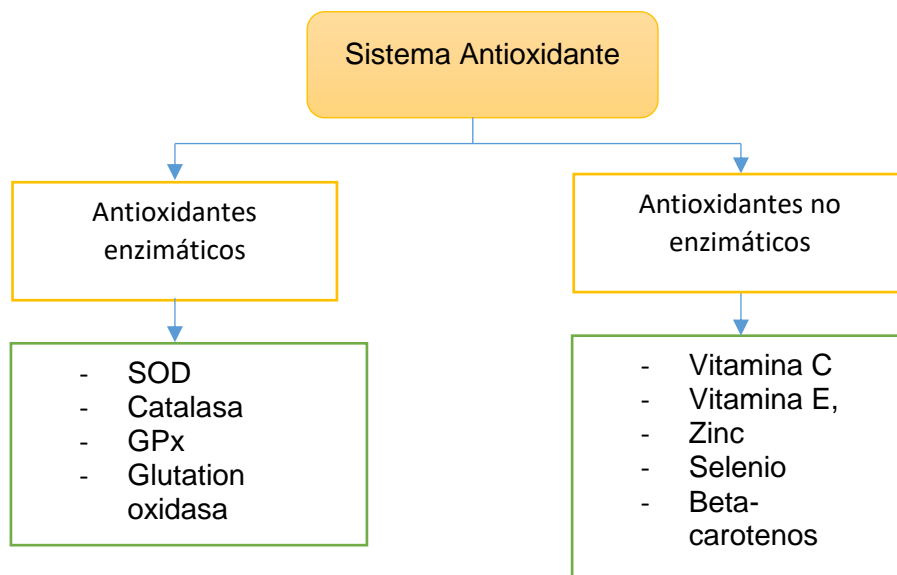 Sistema Antioxidante
Antioxidantes
enzimáticos
Antioxidantes no
enzimáticos
- SOD
- Catalasa
- GPx
- Glutation
oxidasa
- Vitamina C
- Vitamina E,
- Zinc
- Selenio
- Beta-
carotenos